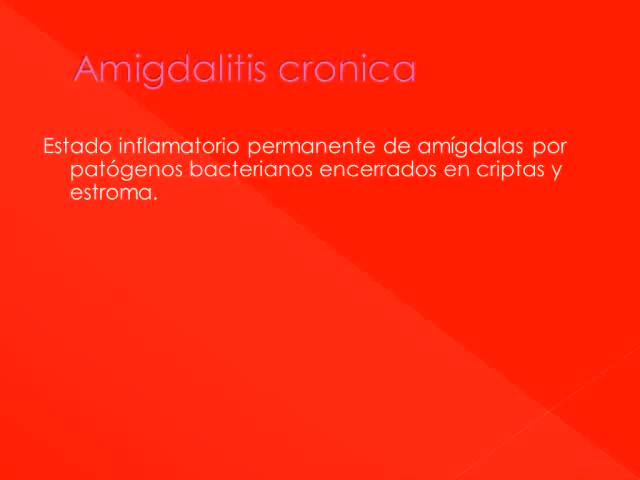 Amigdalitis cronica
Estado inflamatorio permanente de amígdalas por
patógenos bacterianos encerrados en criptas y
estroma.